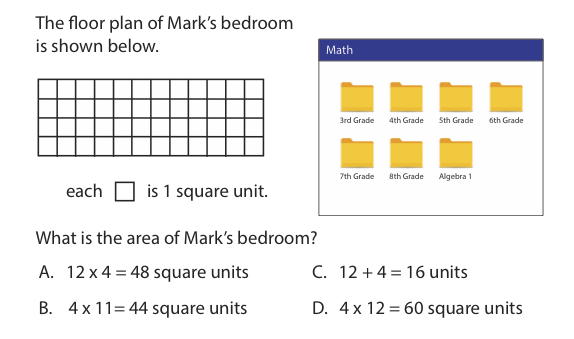 The floor plan of Mark's bedroom
is shown below.
Math
3rd Grade
4th Grade
5th Grade
6th Grade
7th Grade
8th Grade
Algebra 1
each is 1 square unit.
What is the area of Mark's bedroom?
A. 12 x 4 = 48 square units
B. 4 x 11= 44 square units
C. 12 + 4 = 16 units
D. 4 x 12 = 60 square units